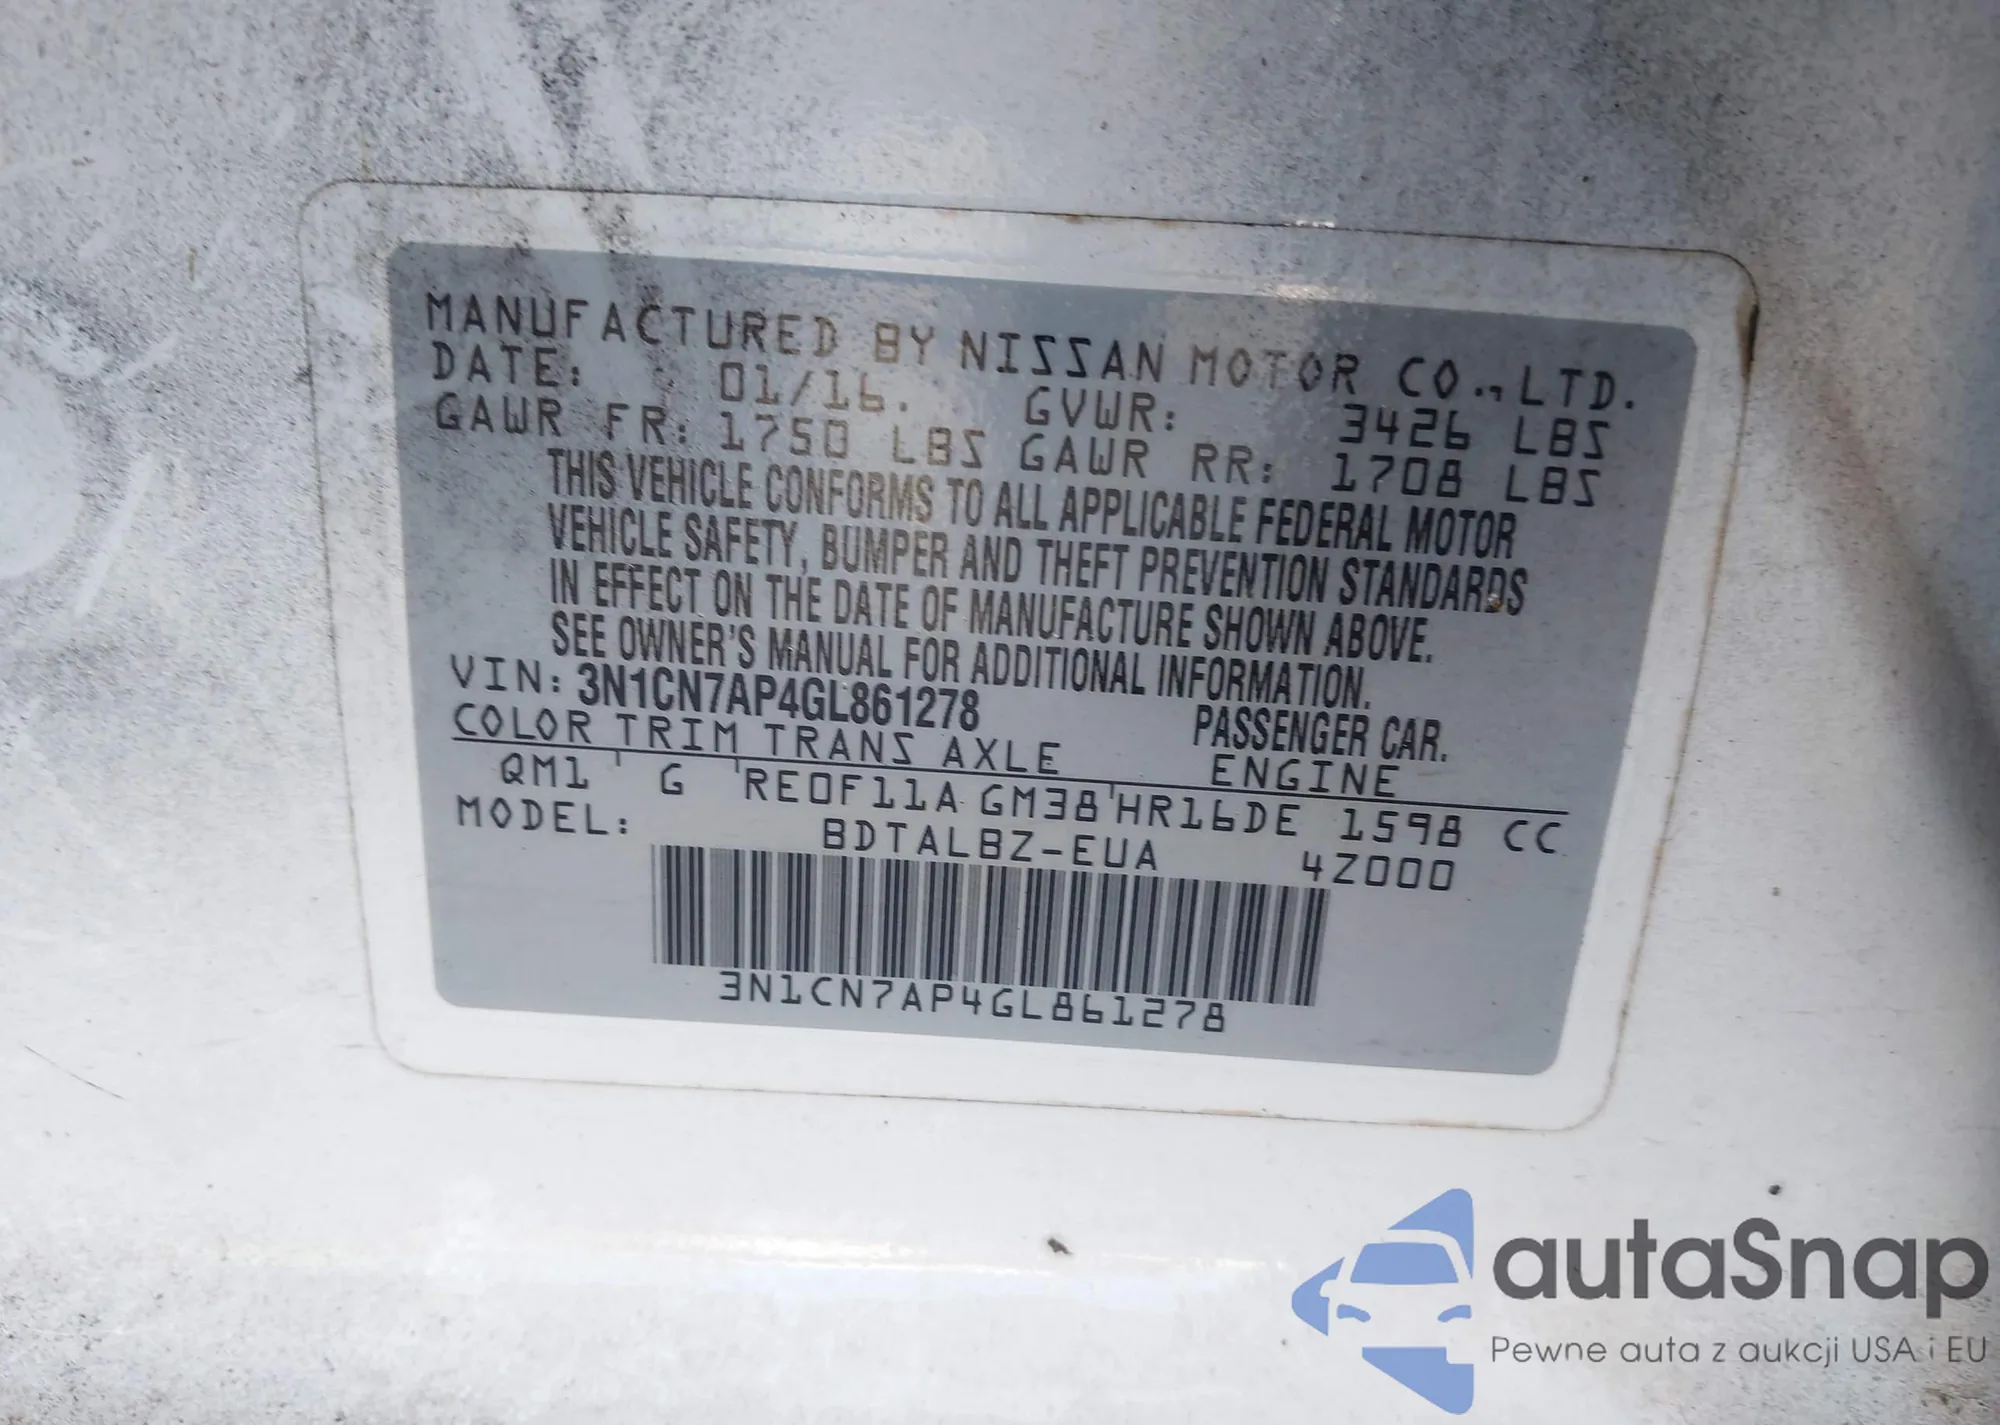 MANUFACTURED BY NISSAN MOTOR CO.,LTD.
DATE: 01/16. GVWR: 3426 LBS
GAWR FR: 1750 LBS GAWR RR: 1708 LBS
THIS VEHICLE CONFORMS TO ALL APPLICABLE FEDERAL MOTOR
VEHICLE SAFETY, BUMPER AND THEFT PREVENTION STANDARDS
IN EFFECT ON THE DATE OF MANUFACTURE SHOWN ABOVE.
SEE OWNER'S MANUAL FOR ADDITIONAL INFORMATION.
VIN: 3N1CN7AP4GL861278 PASSENGER CAR.
COLOR TRIM TRANS AXLE ENGINE
QM1 G RE0F11A GM38 HR16DE 1598 CC
MODEL: BDTALBZ-EUA 4Z000
3N1CN7AP4GL861278
autaSnap
Pewne auta z aukcji USA i EU